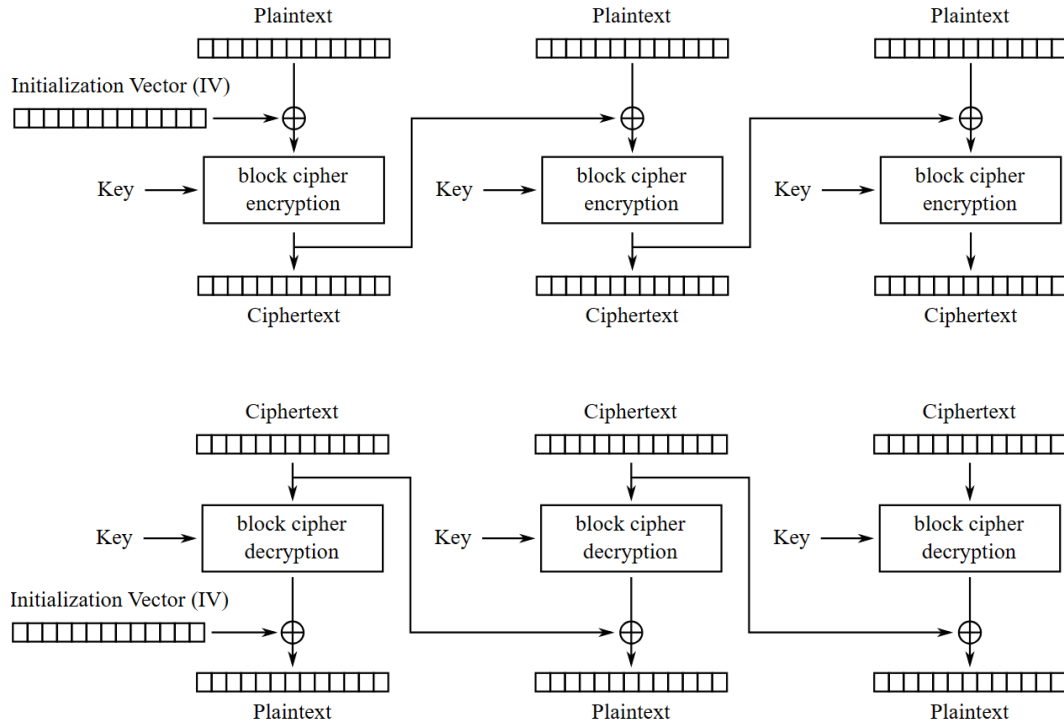 Plaintext
Plaintext
Plaintext
Initialization Vector (IV)
Key
block cipher
encryption
Key
block cipher
encryption
Key
block cipher
encryption
Ciphertext
Ciphertext
Ciphertext
Ciphertext
Ciphertext
Ciphertext
Key
block cipher
decryption
Key
block cipher
decryption
Key
block cipher
decryption
Initialization Vector (IV)
Plaintext
Plaintext
Plaintext